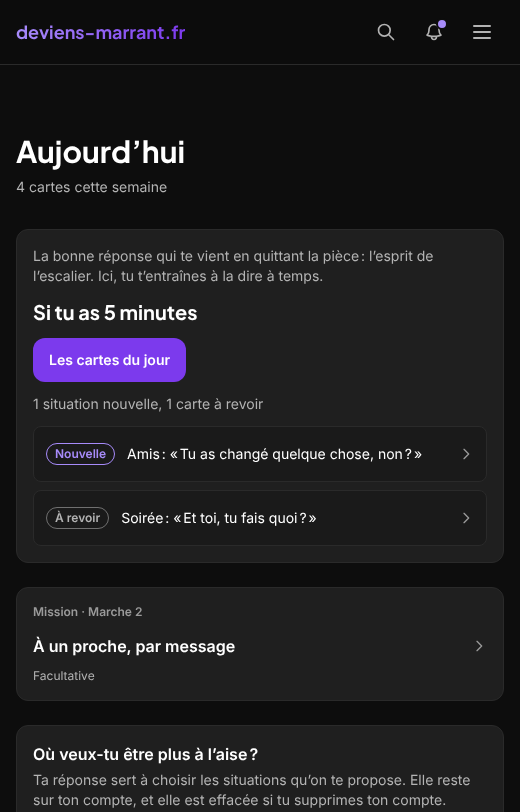 deviens-marrant.fr
Aujourd’hui
4 cartes cette semaine
La bonne réponse qui te vient en quittant la pièce : l’esprit de
l’escalier. Ici, tu t’entraînes à la dire à temps.
Si tu as 5 minutes
Les cartes du jour
1 situation nouvelle, 1 carte à revoir
Nouvelle Amis : « Tu as changé quelque chose, non ? »
À revoir Soirée : « Et toi, tu fais quoi ? »
Mission · Marche 2
À un proche, par message
Facultative
Où veux-tu être plus à l’aise ?
Ta réponse sert à choisir les situations qu’on te propose. Elle reste
sur ton compte, et elle est effacée si tu supprimes ton compte.